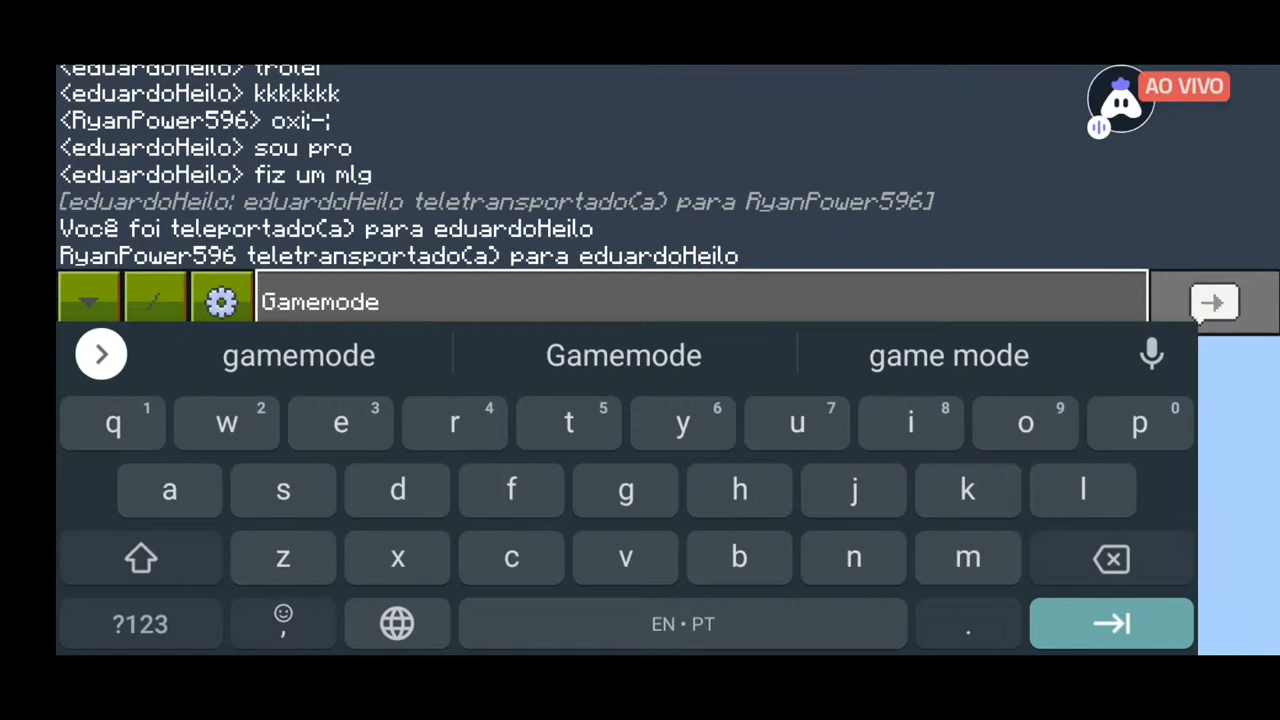 <eduardoHeilo> trolei
AO VIVO
<eduardoHeilo> kkkkkkk
<RyanPower596> oxi;-;
<eduardoHeilo> sou pro
<eduardoHeilo> fiz um mlg
[eduardoHeilo: eduardoHeilo teletransportado(a) para RyanPower596]
Você foi teleportado(a) para eduardoHeilo
RyanPower596 teletransportado(a) para eduardoHeilo
/ Gamemode
gamemode Gamemode game mode
q 1 w 2 e 3 r 4 t 5 y 6 u 7 i 8 o 9 p 0
a s d f g h j k l
z x c v b n m
?123 , EN • PT .